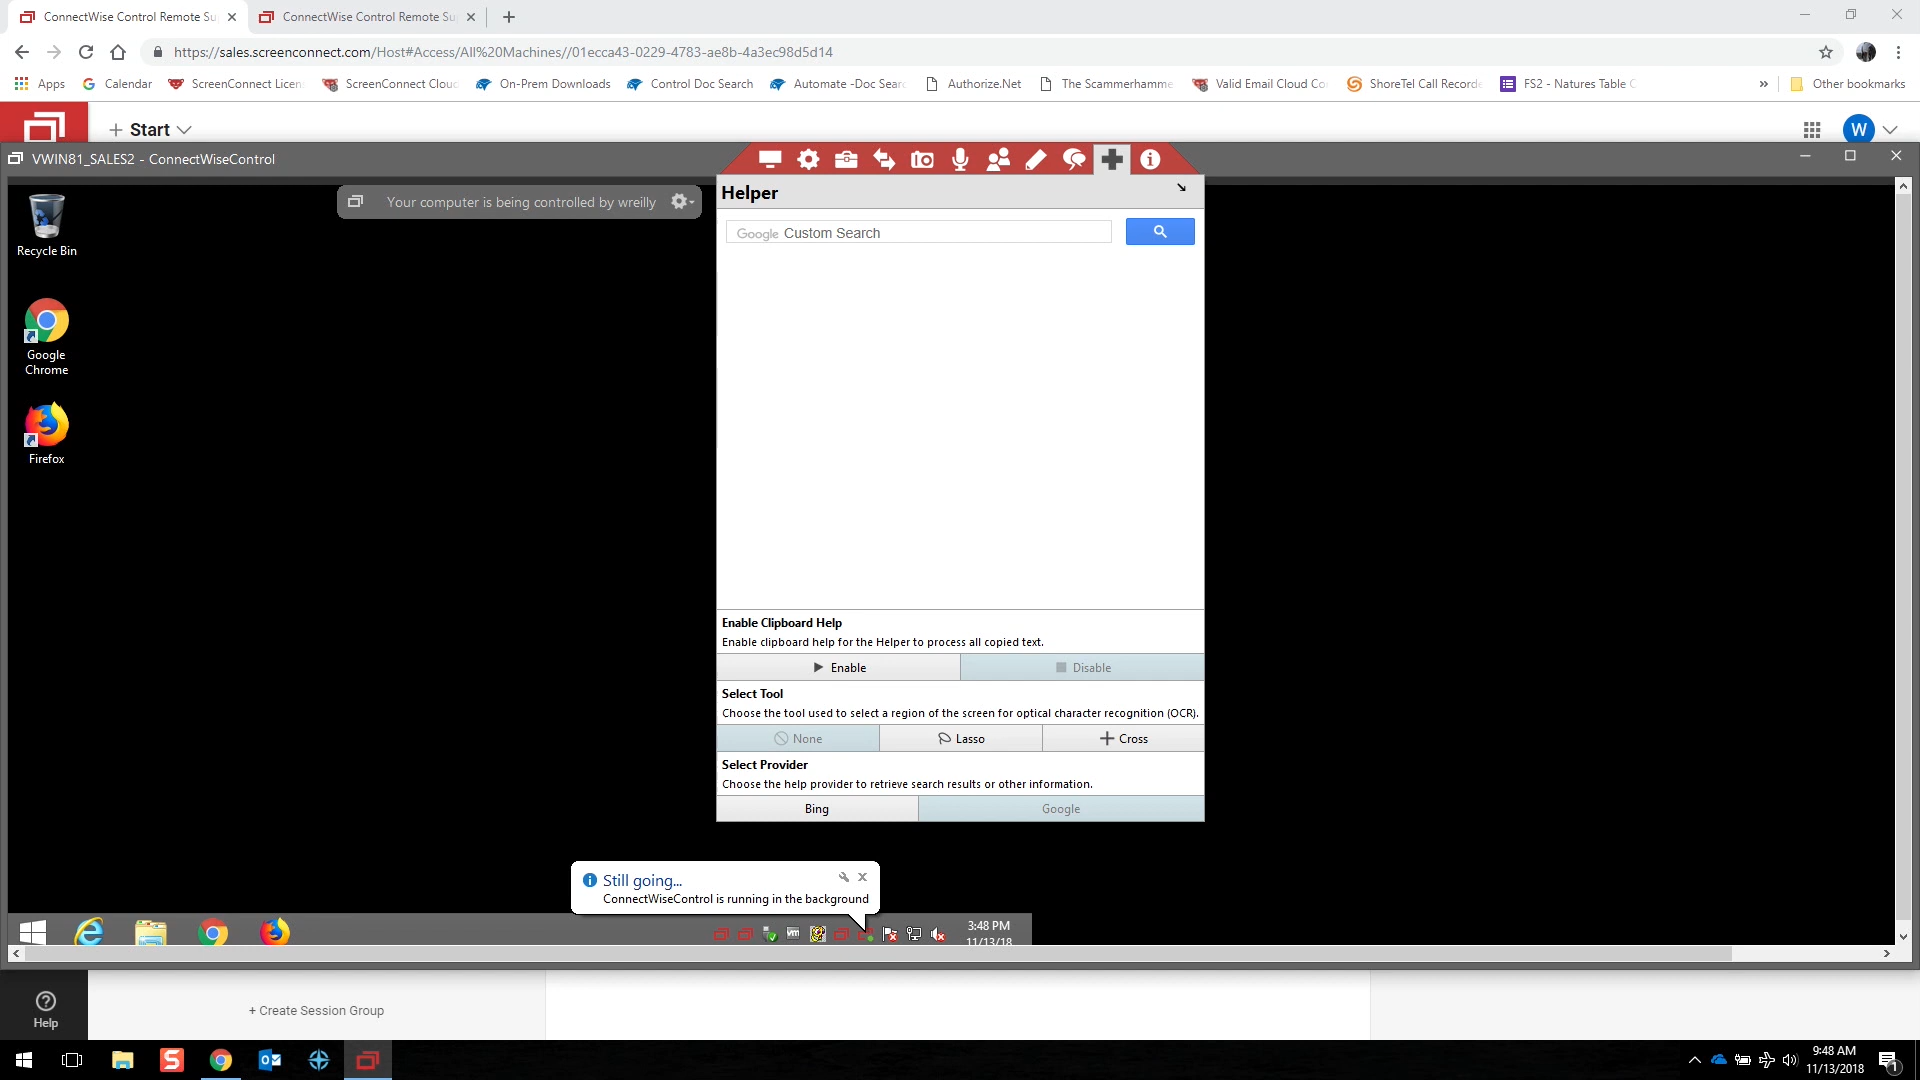 ConnectWise Control Remote Su
ConnectWise Control Remote Su
https://sales.screenconnect.com/Host#Access/All%20Machines//01ecca43-0229-4783-ae8b-4a3ec98d5d14
Apps
Calendar
ScreenConnect Licen
ScreenConnect Clou
On-Prem Downloads
Control Doc Search
Automate -Doc Sear
Authorize.Net
The Scammerhamme
Valid Email Cloud Co
ShoreTel Call Record
FS2 - Natures Table C
»
Other bookmarks
+ Start
W
VWIN81_SALES2 - ConnectWiseControl
Your computer is being controlled by wreilly
Helper
Google Custom Search
Recycle Bin
Google
Chrome
Firefox
Enable Clipboard Help
Enable clipboard help for the Helper to process all copied text.
Enable
Disable
Select Tool
Choose the tool used to select a region of the screen for optical character recognition (OCR).
None
Lasso
Cross
Select Provider
Choose the help provider to retrieve search results or other information.
Bing
Google
Still going...
ConnectWiseControl is running in the background
vm
3:48 PM
11/13/18
Help
+ Create Session Group
9:48 AM
11/13/2018
1